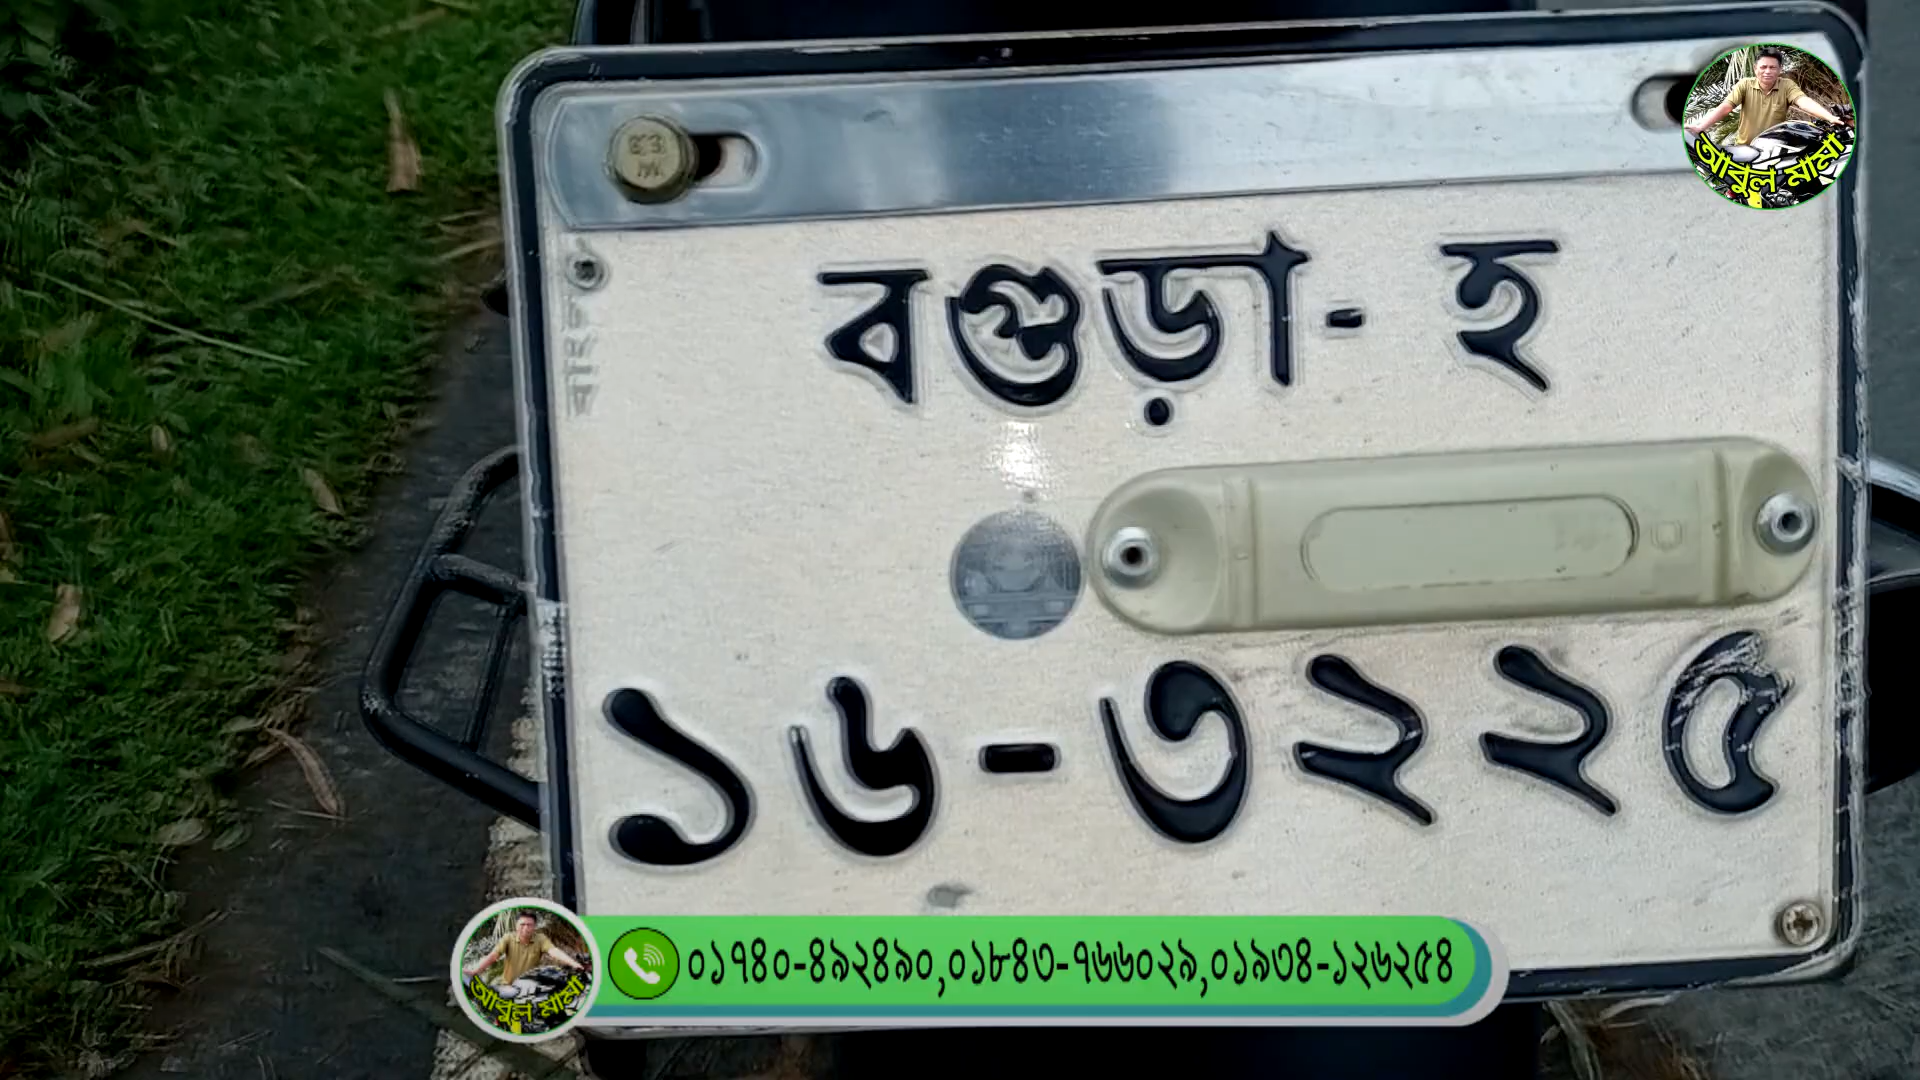 আবুল মামা
বগুড়া- হ
১৬-৩২২৫
আবুল মামা
০১৭৪০-৪৯২৪৯০,০১৮৪৩-৭৬৬০২৯,০১৯৩৪-১২৬২৫৪